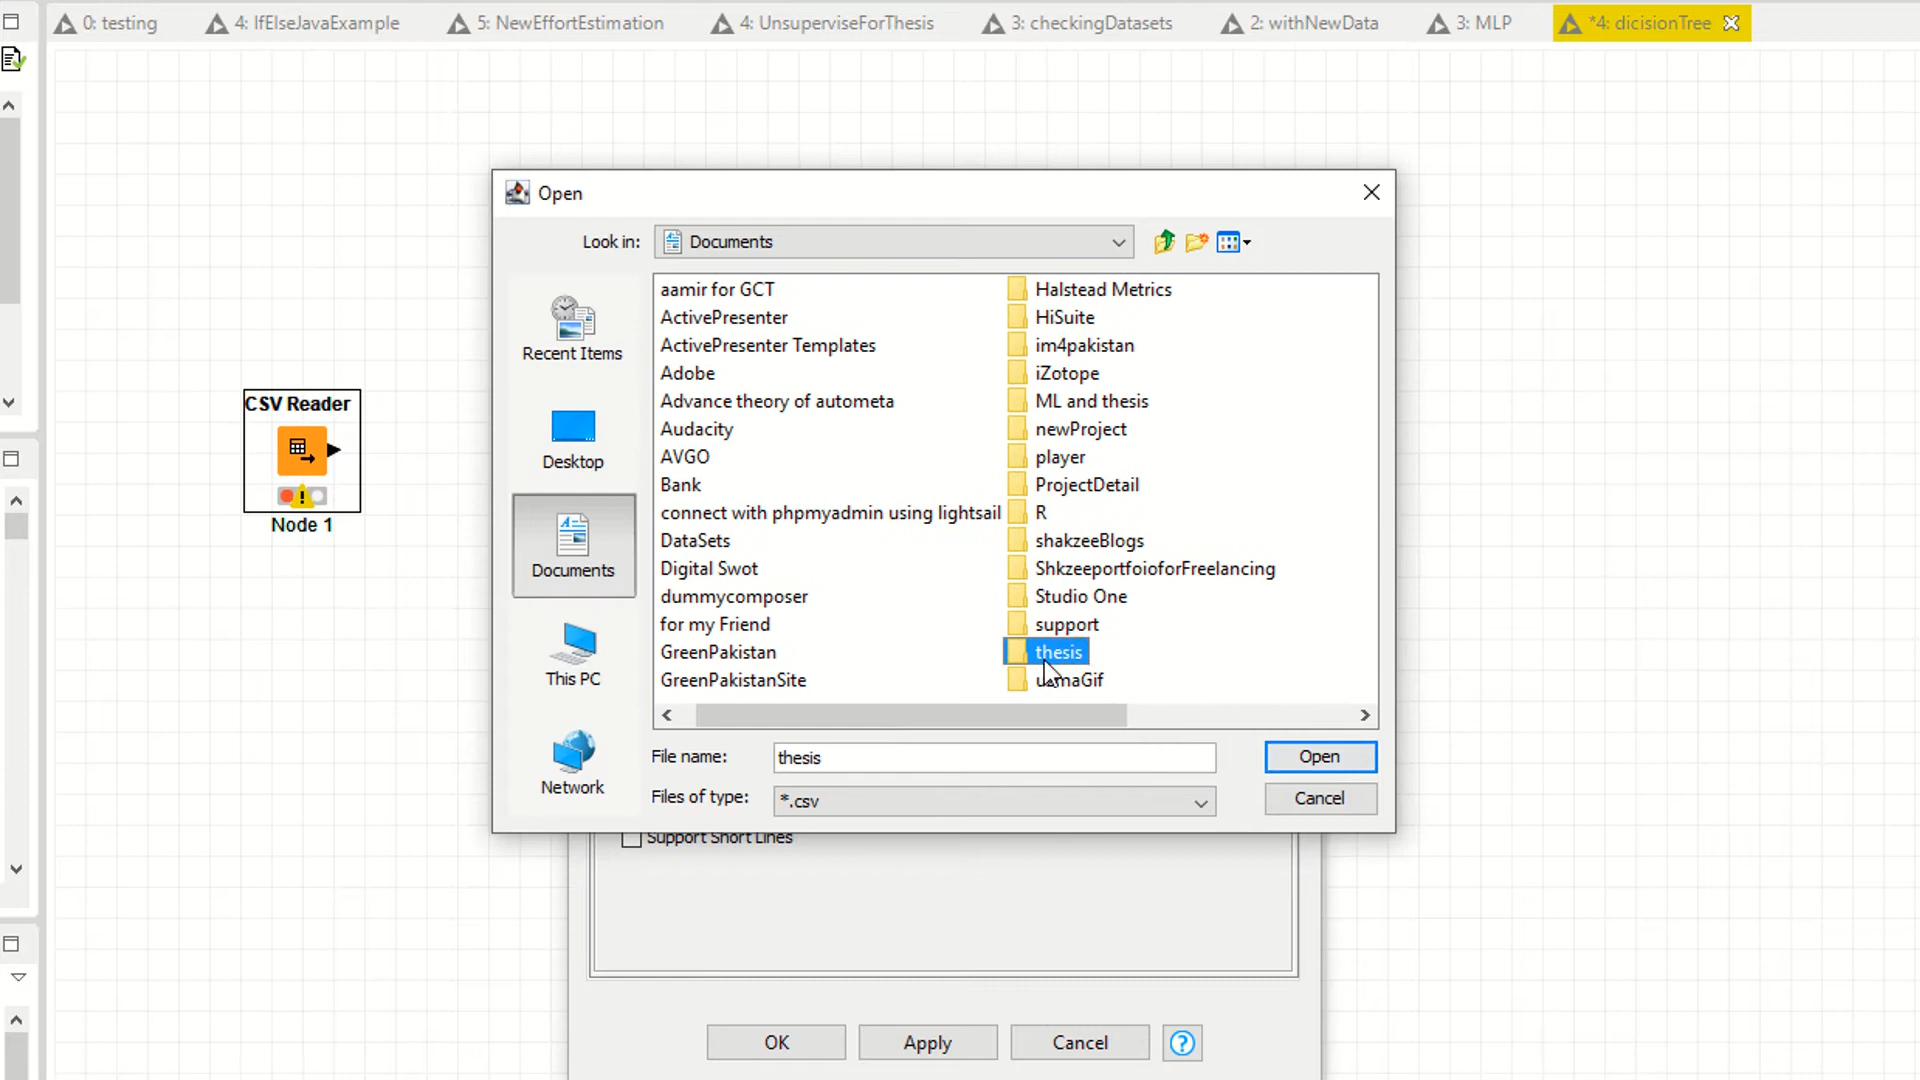 0: testing
4: IfElseJavaExample
5: NewEffortEstimation
4: UnsuperviseForThesis
3: checkingDatasets
2: withNewData
3: MLP
*4: dicisionTree
CSV Reader
Node 1
Open
Look in:
Documents
Recent Items
Desktop
Documents
This PC
Network
aamir for GCT
ActivePresenter
ActivePresenter Templates
Adobe
Advance theory of autometa
Audacity
AVGO
Bank
connect with phpmyadmin using lightsail
DataSets
Digital Swot
dummycomposer
for my Friend
GreenPakistan
GreenPakistanSite
Halstead Metrics
HiSuite
im4pakistan
iZotope
ML and thesis
newProject
player
ProjectDetail
R
shakzeeBlogs
ShkzeeportfoioforFreelancing
Studio One
support
thesis
File name:
thesis
Open
Files of type:
*.csv
Cancel
Support Short Lines
OK
Apply
Cancel
?